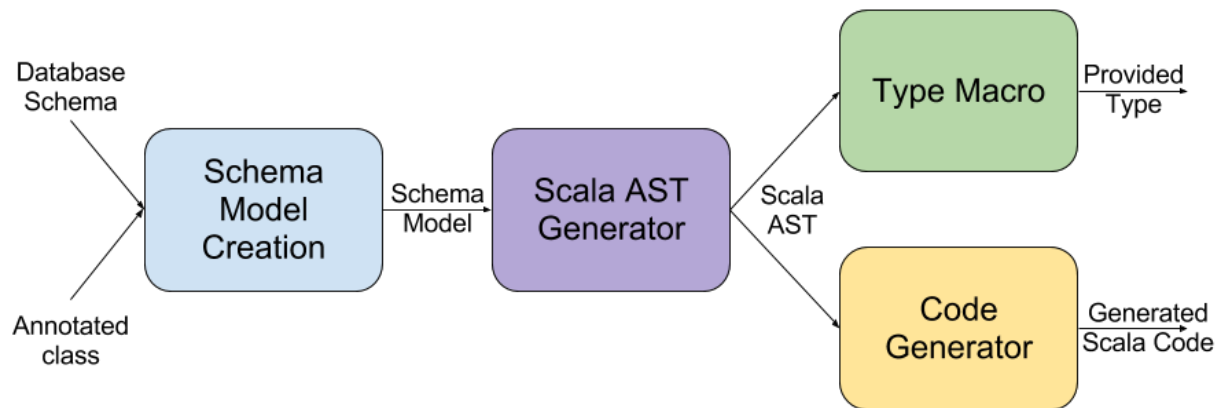 Database
Schema
Annotated
class
Schema
Model
Creation
Schema
Model
Scala AST
Generator
Scala
AST
Type Macro
Provided
Type
Code
Generator
Generated
Scala Code